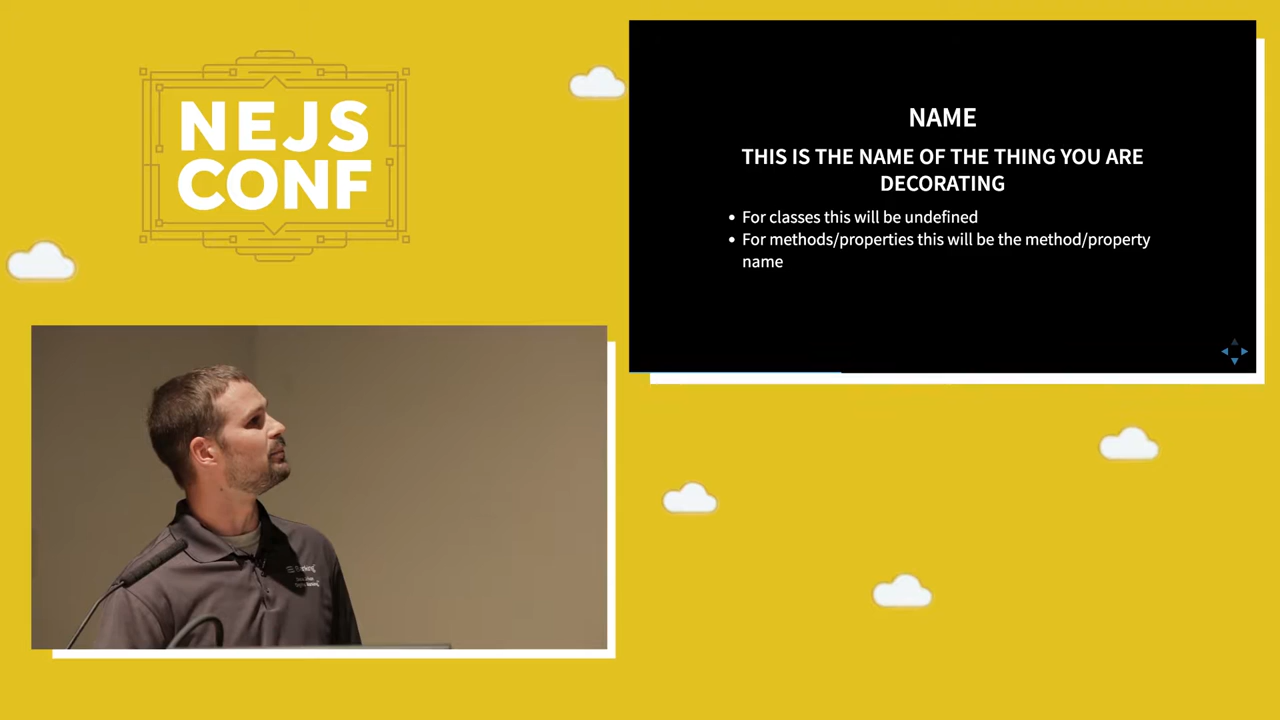 NEJS
CONF
NAME
THIS IS THE NAME OF THE THING YOU ARE
DECORATING
• For classes this will be undefined
• For methods/properties this will be the method/property
name